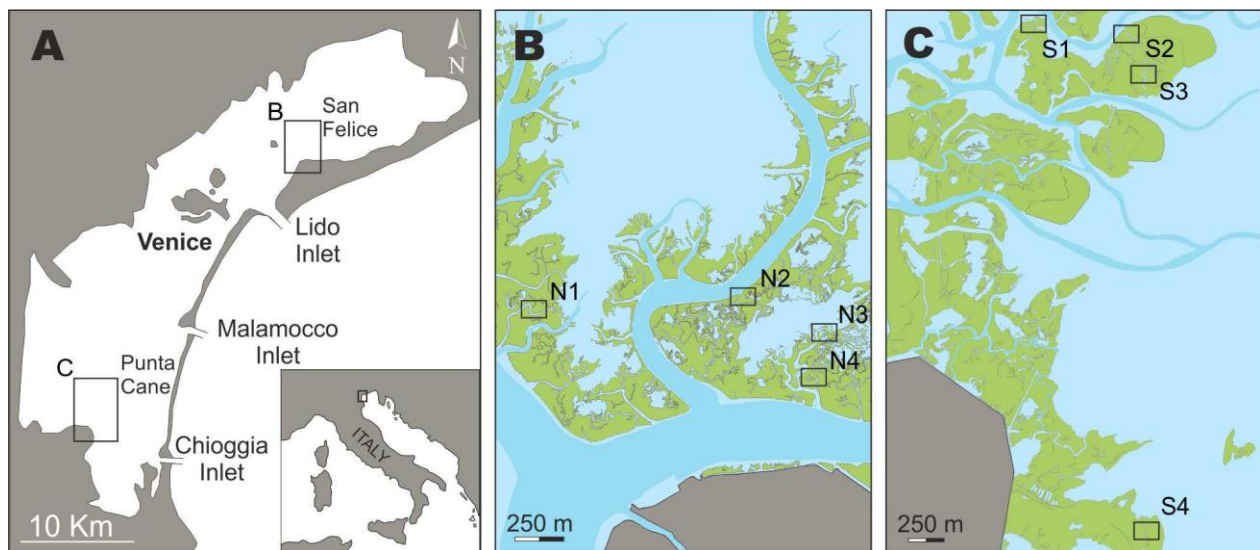 A
N
B
San
Felice
Venice
Lido
Inlet
Malamocco
Inlet
C
Punta
Cane
Chioggia
Inlet
10 Km
ITALY
B
N1
N2
N3
N4
250 m
C
S1
S2
S3
S4
250 m